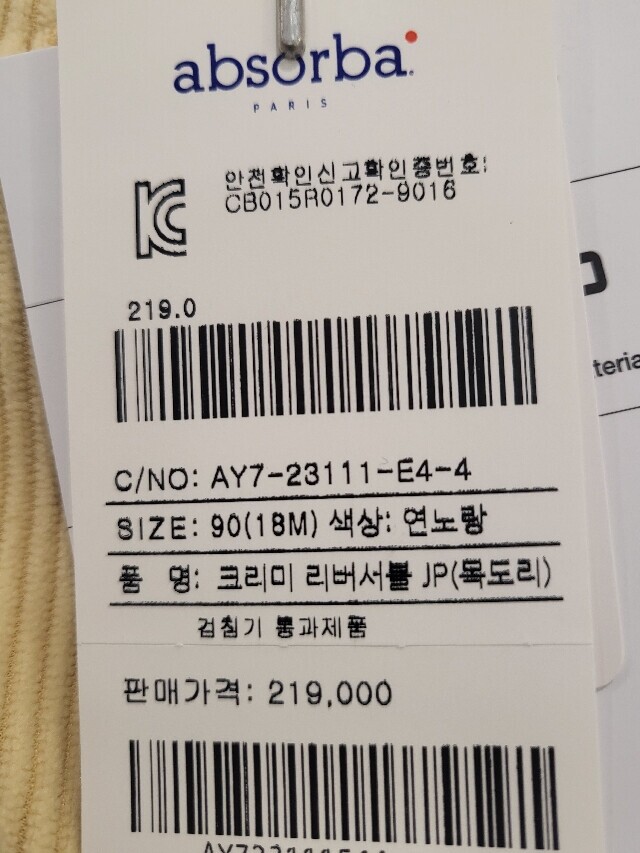 absorba.
PARIS
안전확인신고확인증번호:
CB015R0172-9016
219.0
C/NO: AY7-23111-E4-4
SIZE: 90(18M) 색상: 연노랑
품 명: 크리미 리버서블 JP(목도리)
검침기 통과제품
판매가격: 219,000